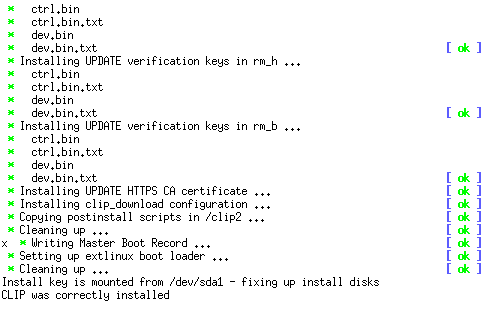 *   ctrl.bin
*   ctrl.bin.txt
*   dev.bin
*   dev.bin.txt [ ok ]
* Installing UPDATE verification keys in rm_h ...
*   ctrl.bin
*   ctrl.bin.txt
*   dev.bin
*   dev.bin.txt [ ok ]
* Installing UPDATE verification keys in rm_b ...
*   ctrl.bin
*   ctrl.bin.txt
*   dev.bin
*   dev.bin.txt [ ok ]
* Installing UPDATE HTTPS CA certificate ... [ ok ]
* Installing clip_download configuration ... [ ok ]
* Copying postinstall scripts in /clip2 ... [ ok ]
* Cleaning up ... [ ok ]
x  * Writing Master Boot Record ... [ ok ]
* Setting up extlinux boot loader ... [ ok ]
* Cleaning up ... [ ok ]
Install key is mounted from /dev/sda1 - fixing up install disks
CLIP was correctly installed